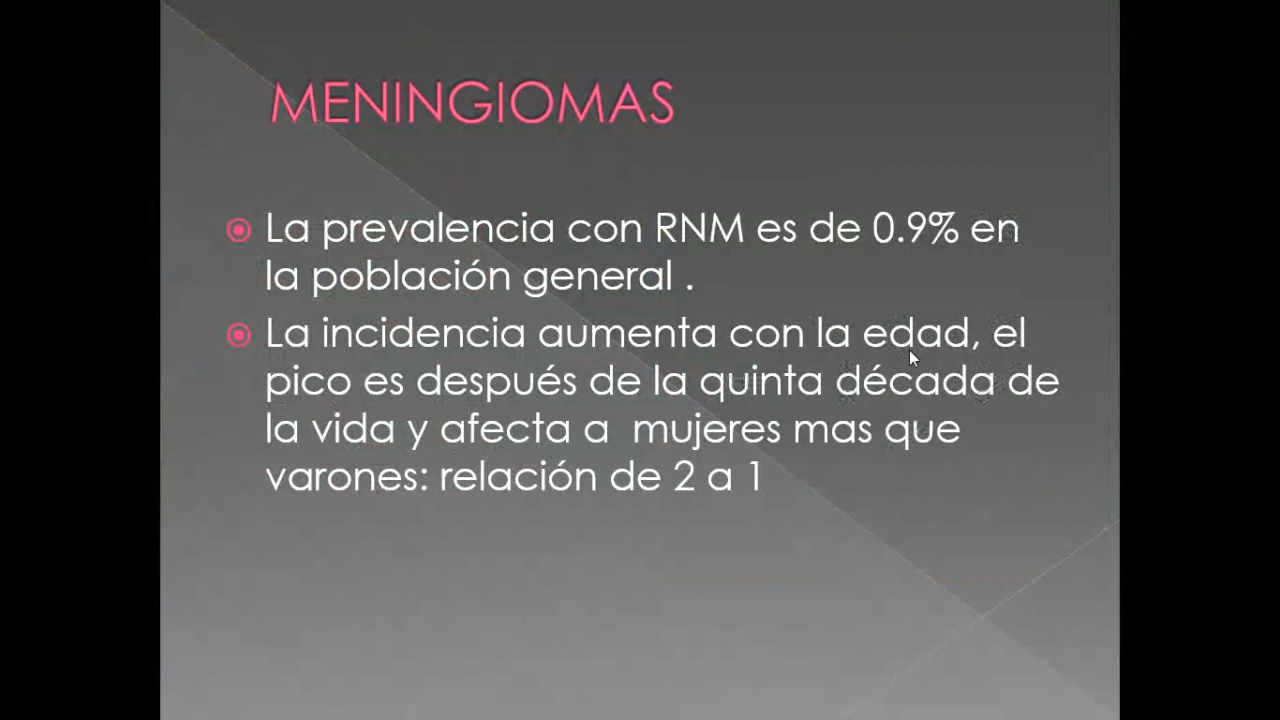 MENINGIOMAS
La prevalencia con RNM es de 0.9% en
la población general .
La incidencia aumenta con la edad, el
pico es después de la quinta década de
la vida y afecta a  mujeres mas que
varones: relación de 2 a 1